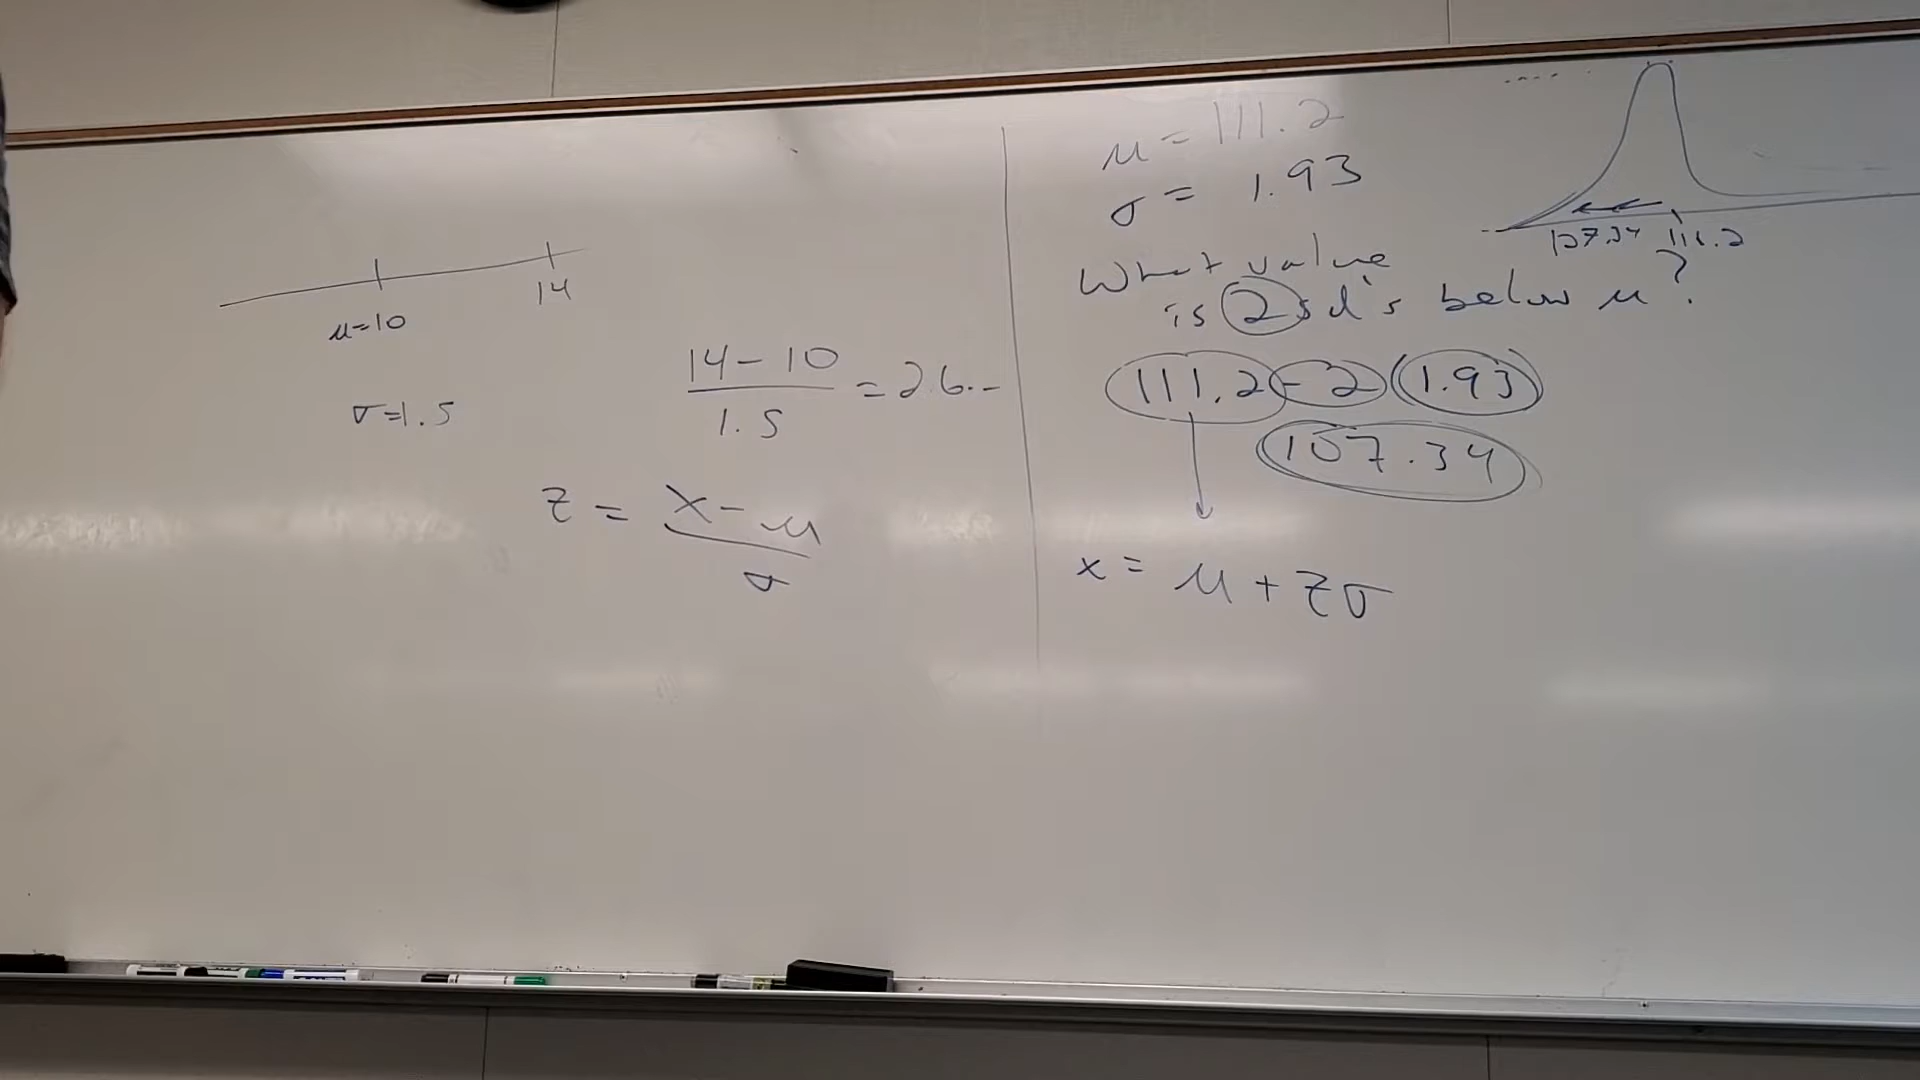 μ=10
14
σ=1.5
14-10
1.5
=2.6..
z = x-μ
σ
μ=111.2
σ= 1.93
What value
is 2 sd's below μ?
111.2-2(1.93)
107.34
x = μ+zσ
107.34 111.2